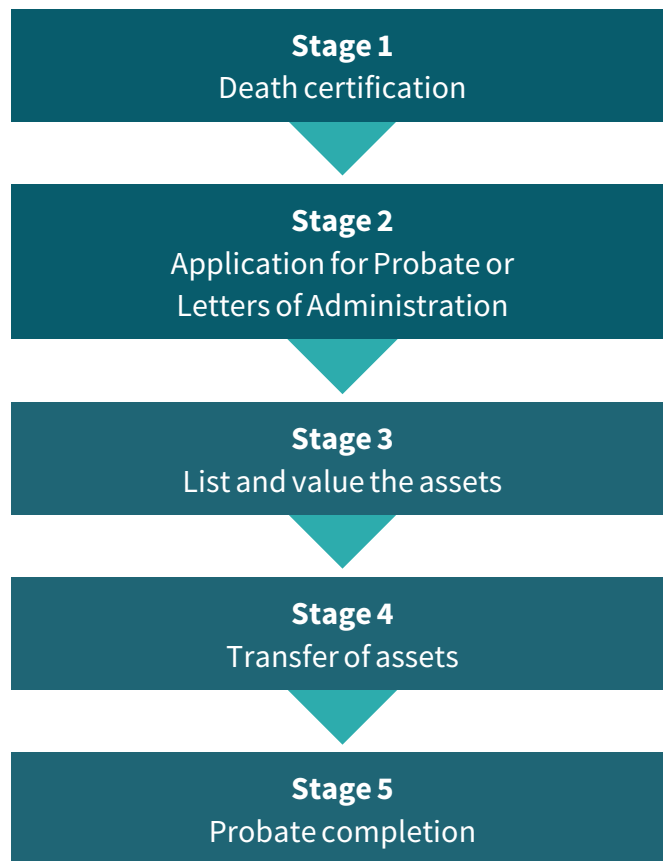 Stage 1
Death certification
Stage 2
Application for Probate or
Letters of Administration
Stage 3
List and value the assets
Stage 4
Transfer of assets
Stage 5
Probate completion